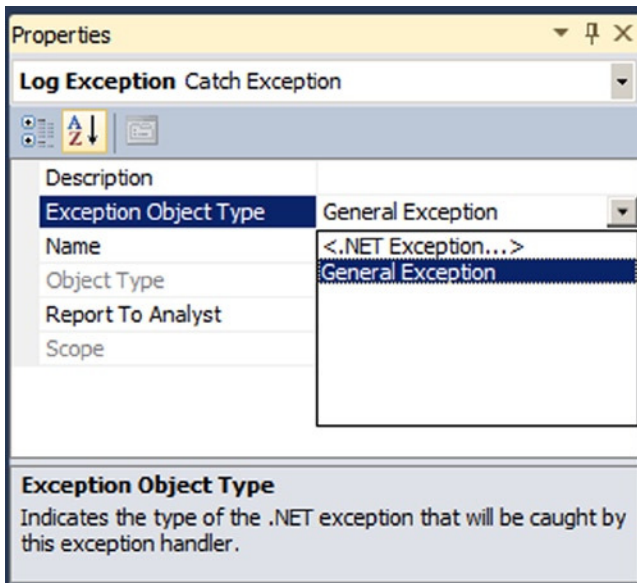 Properties
Log Exception Catch Exception
A
Z
Description
Exception Object Type General Exception
Name <.NET Exception...>
Object Type General Exception
Report To Analyst
Scope
Exception Object Type
Indicates the type of the .NET exception that will be caught by
this exception handler.